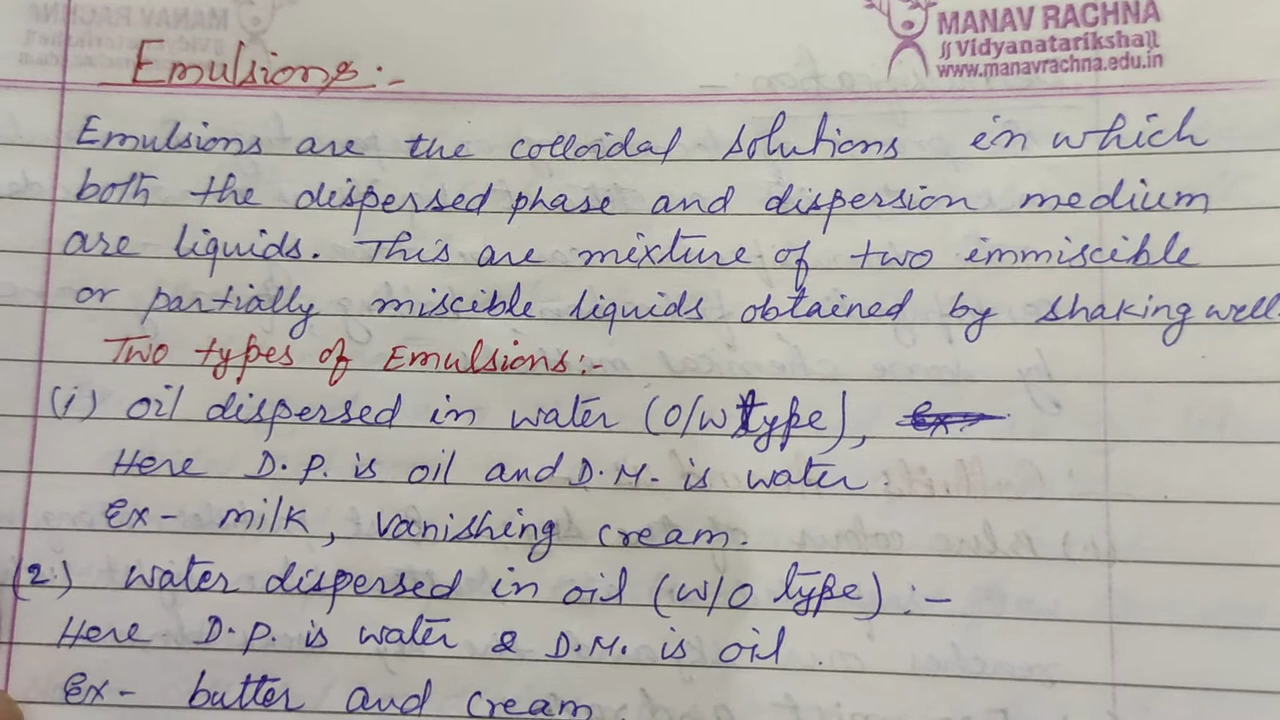 MANAV RACHNA
॥Vidyanatariksha॥
www.manavrachna.edu.in
Emulsions:-
Emulsions are the colloidal solutions in which
both the dispersed phase and dispersion medium
are liquids. This are mixture of two immiscible
or partially miscible liquids obtained by shaking well.
Two types of Emulsions:-
(i) oil dispersed in water (O/W type),
Here D.P. is oil and D.M. is water.
Ex- milk, vanishing cream.
(2.) water dispersed in oil (W/O type) :-
Here D.P. is water & D.M. is oil.
Ex- butter and cream.